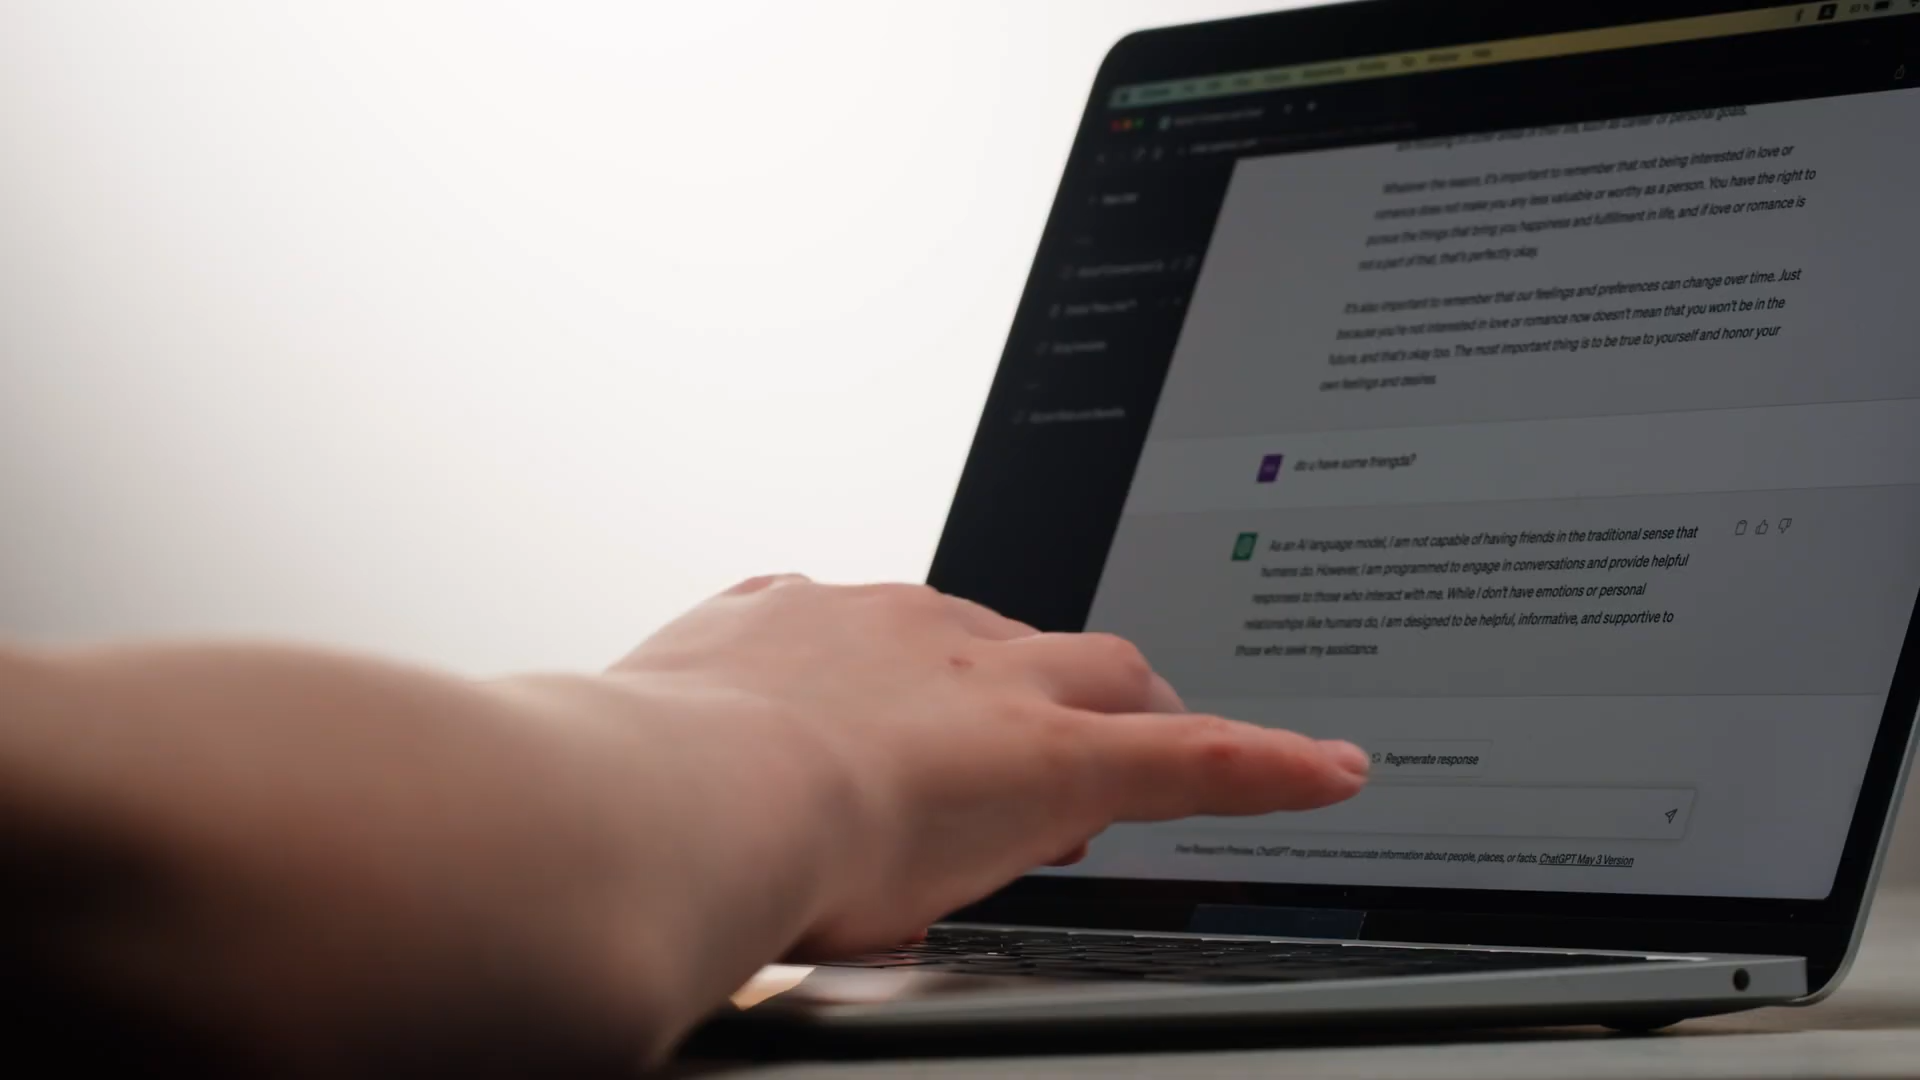 are focusing on other areas of their life, such as career or personal goals.
Whatever the reason, it's important to remember that not being interested in love or
romance does not make you any less valuable or worthy as a person. You have the right to
pursue the things that bring you happiness and fulfillment in life, and if love or romance is
not a part of that, that's perfectly okay.
It's also important to remember that our feelings and preferences can change over time. Just
because you're not interested in love or romance now doesn't mean that you won't be in the
future, and that's okay too. The most important thing is to be true to yourself and honor your
own feelings and desires.
do u have some friengda?
As an AI language model, I am not capable of having friends in the traditional sense that
humans do. However, I am programmed to engage in conversations and provide helpful
responses to those who interact with me. While I don't have emotions or personal
relationships like humans do, I am designed to be helpful, informative, and supportive to
those who seek my assistance.
Regenerate response
Free Research Preview. ChatGPT may produce inaccurate information about people, places, or facts. ChatGPT May 3 Version